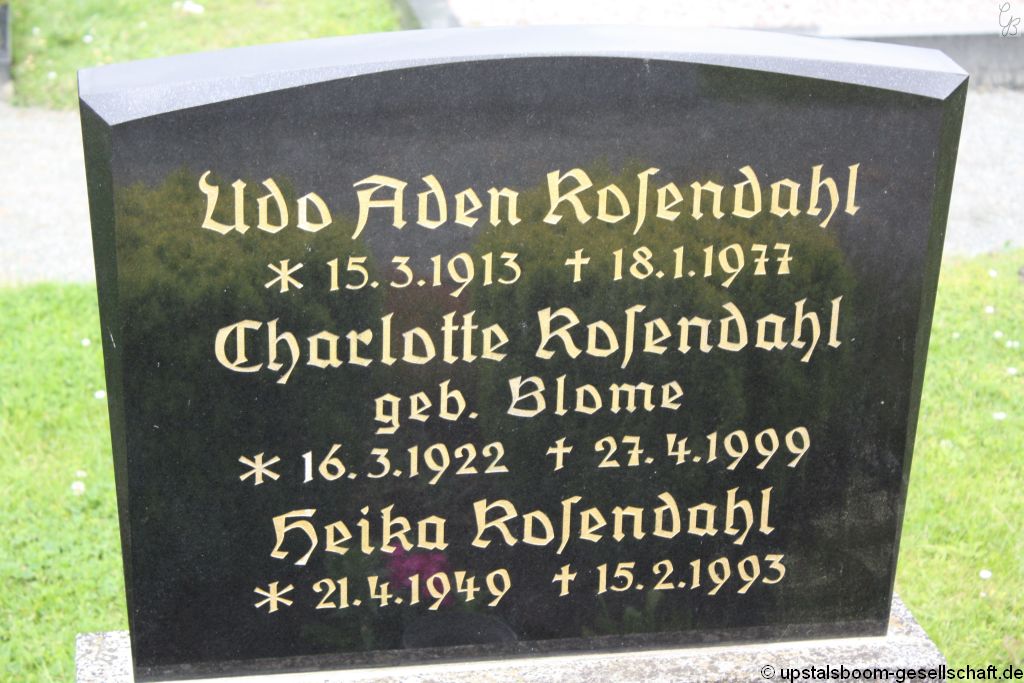 Udo Aden Roſendahl
* 15.3.1913 † 18.1.1977
Charlotte Roſendahl
geb. Blome
* 16.3.1922 † 27.4.1999
Heika Roſendahl
* 21.4.1949 † 15.2.1993
© upstalsboom-gesellschaft.de